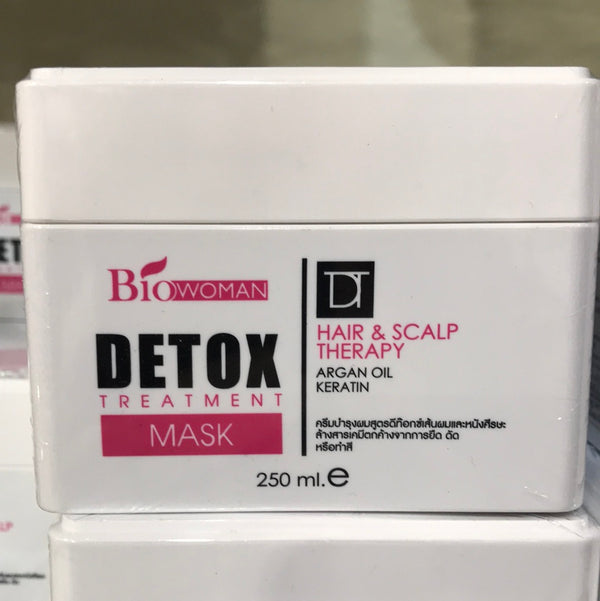 BioWOMAN
DETOX
TREATMENT
MASK
DT
HAIR & SCALP
THERAPY
ARGAN OIL
KERATIN
ครีมบำรุงผมสูตรดีท๊อกซ์เส้นผมและหนังศีรษะ
ล้างสารเคมีตกค้างจากการยืด ดัด
หรือทำสี
250 ml.e